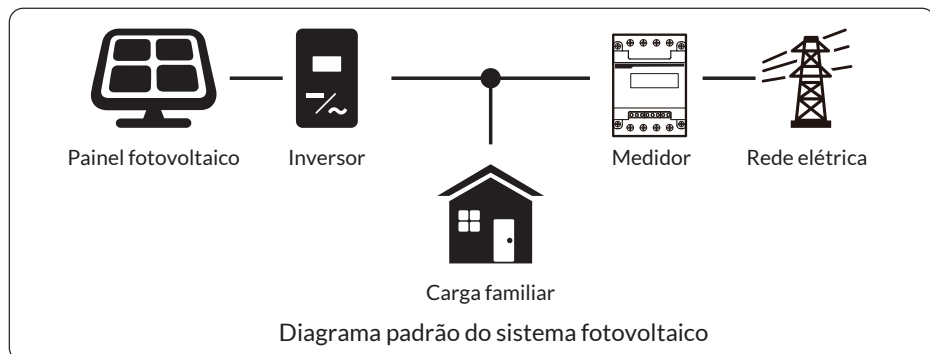 Painel fotovoltaico
Inversor
Medidor
Rede elétrica
Carga familiar
Diagrama padrão do sistema fotovoltaico